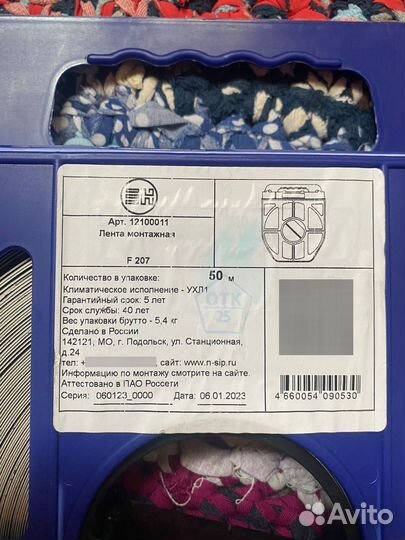 Арт. 12100011
Лента монтажная
F 207
Количество в упаковке: 50 м
Климатическое исполнение - УХЛ1
Гарантийный срок: 5 лет
Срок службы: 40 лет
Вес упаковки брутто - 5,4 кг
Сделано в России
142121, МО, г. Подольск, ул. Станционная,
д.24
тел: +, сайт: www.n-sip.ru
Информацию по монтажу смотрите на сайте.
Аттестовано в ПАО Россети
Серия: 060123_0000 Дата: 06.01.2023
ОТК
25
4 660054 090530
Avito